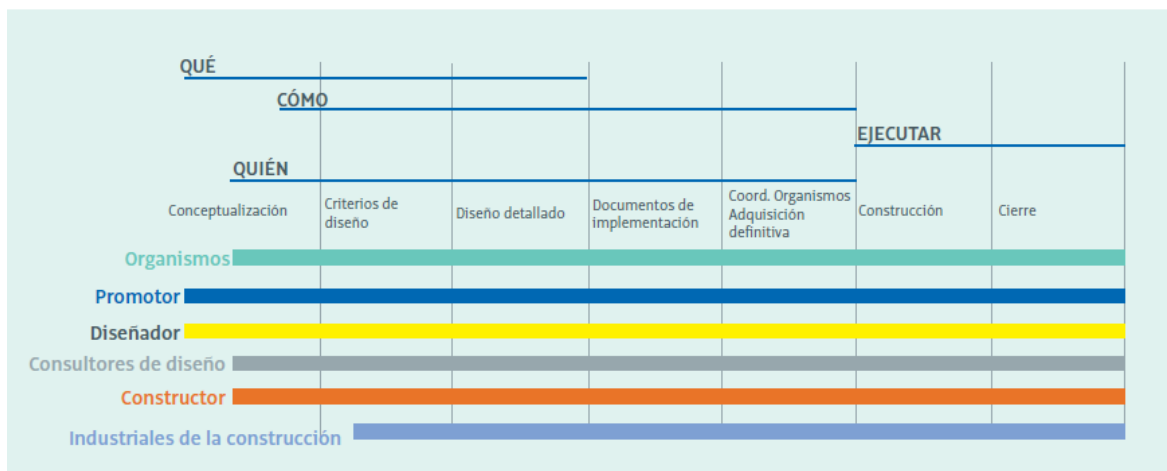 QUÉ
CÓMO
EJECUTAR
QUIÉN
Conceptualización
Criterios de
diseño
Diseño detallado
Documentos de
implementación
Coord. Organismos
Adquisición
definitiva
Construcción
Cierre
Organismos
Promotor
Diseñador
Consultores de diseño
Constructor
Industriales de la construcción